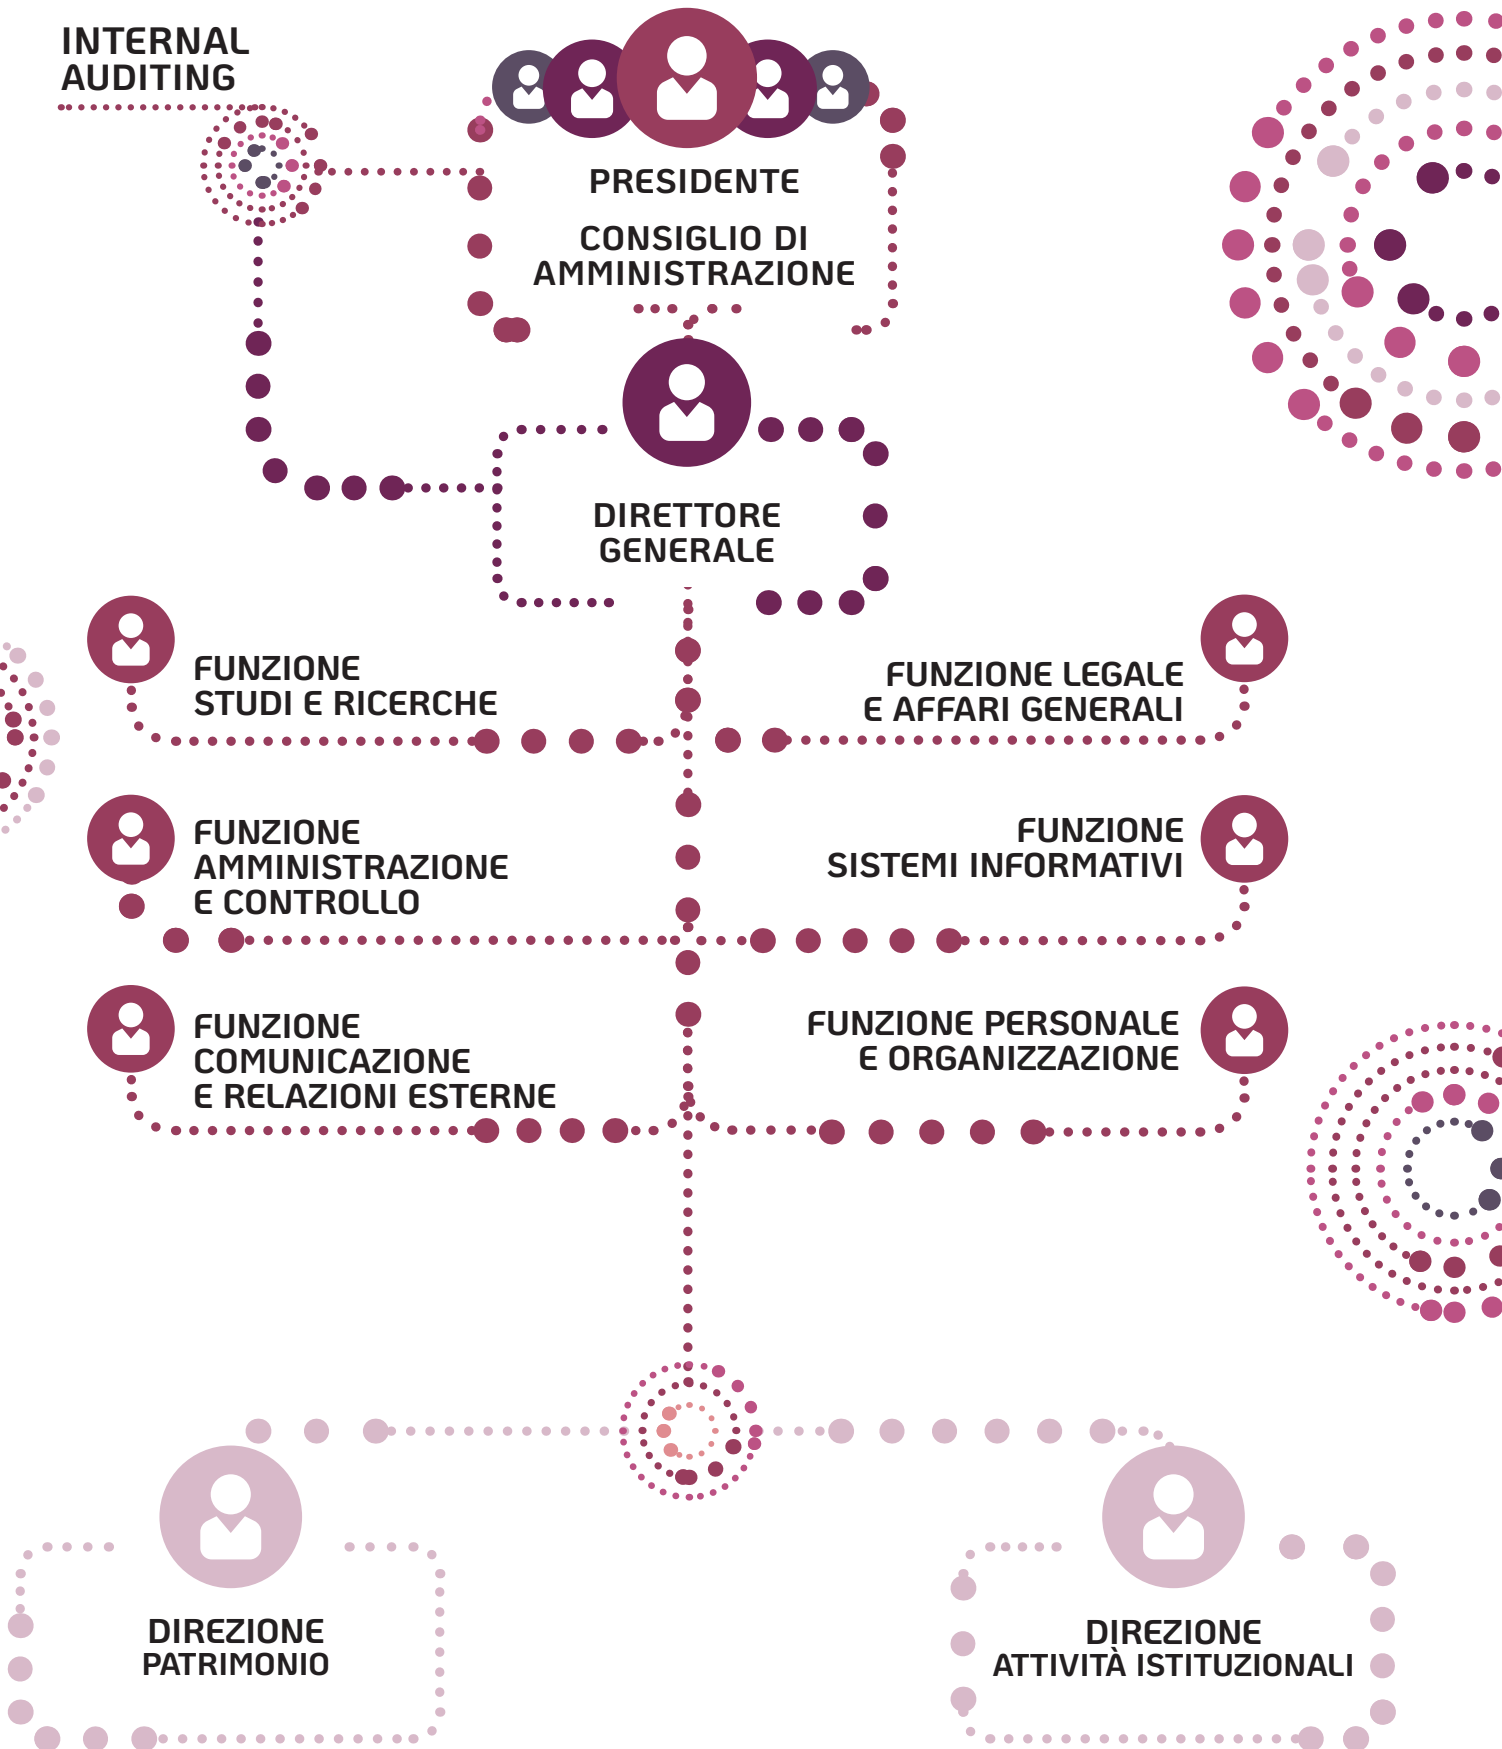 INTERNAL
AUDITING
PRESIDENTE
CONSIGLIO DI
AMMINISTRAZIONE
DIRETTORE
GENERALE
FUNZIONE
STUDI E RICERCHE
FUNZIONE LEGALE
E AFFARI GENERALI
FUNZIONE
AMMINISTRAZIONE
E CONTROLLO
FUNZIONE
SISTEMI INFORMATIVI
FUNZIONE
COMUNICAZIONE
E RELAZIONI ESTERNE
FUNZIONE PERSONALE
E ORGANIZZAZIONE
DIREZIONE
PATRIMONIO
DIREZIONE
ATTIVITÀ ISTITUZIONALI